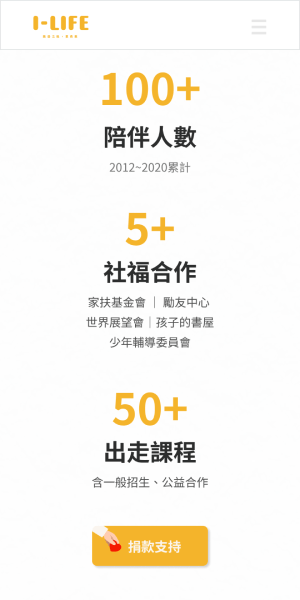 I-LIFE
100+
陪伴人數
2012~2020累計
5+
社福合作
家扶基金會｜勵友中心
世界展望會｜孩子的書屋
少年輔導委員會
50+
出走課程
含一般招生、公益合作
捐款支持